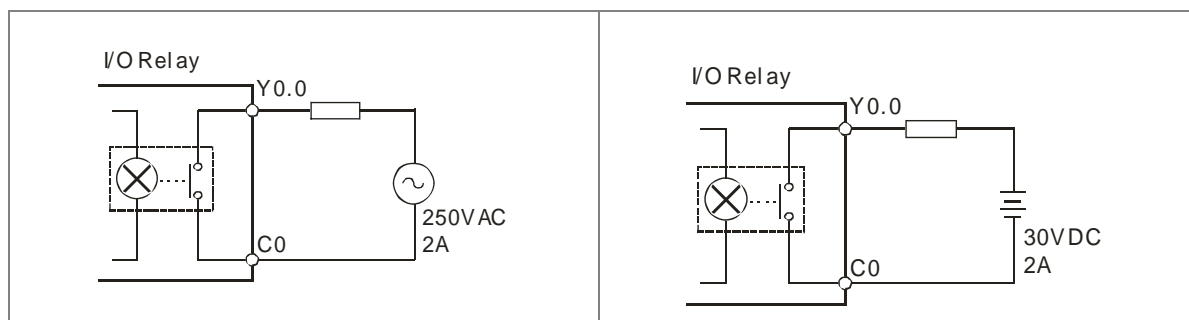 I/O Relay
Y0.0
250VAC
2A
C0
I/O Relay
Y0.0
30VDC
2A
C0